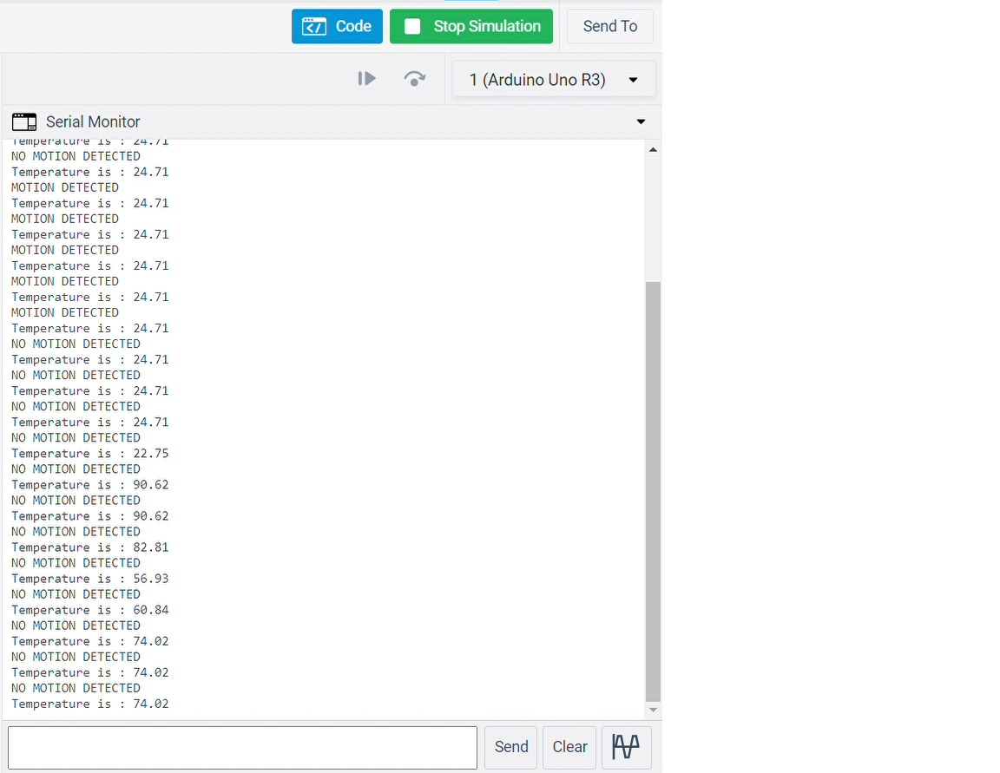 Code
Stop Simulation
Send To
1 (Arduino Uno R3)
Serial Monitor
Temperature is : 24.71
NO MOTION DETECTED
Temperature is : 24.71
MOTION DETECTED
Temperature is : 24.71
MOTION DETECTED
Temperature is : 24.71
MOTION DETECTED
Temperature is : 24.71
MOTION DETECTED
Temperature is : 24.71
MOTION DETECTED
Temperature is : 24.71
NO MOTION DETECTED
Temperature is : 24.71
NO MOTION DETECTED
Temperature is : 24.71
NO MOTION DETECTED
Temperature is : 24.71
NO MOTION DETECTED
Temperature is : 22.75
NO MOTION DETECTED
Temperature is : 90.62
NO MOTION DETECTED
Temperature is : 90.62
NO MOTION DETECTED
Temperature is : 82.81
NO MOTION DETECTED
Temperature is : 56.93
NO MOTION DETECTED
Temperature is : 60.84
NO MOTION DETECTED
Temperature is : 74.02
NO MOTION DETECTED
Temperature is : 74.02
NO MOTION DETECTED
Temperature is : 74.02
Send
Clear